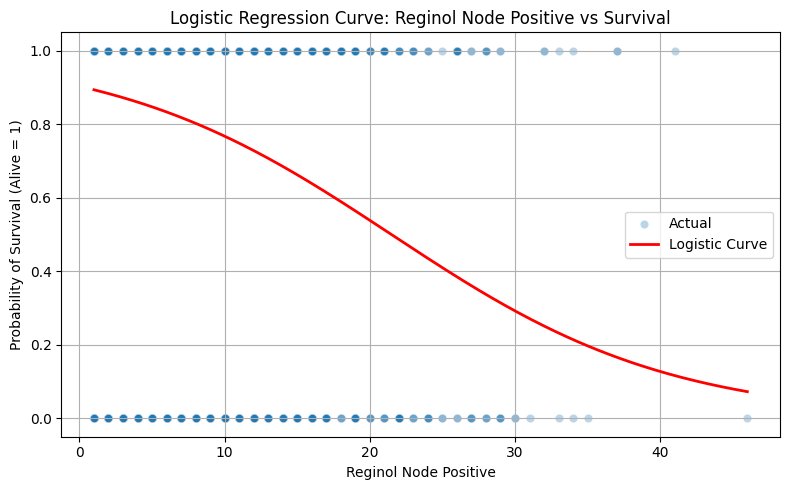 Logistic Regression Curve: Reginol Node Positive vs Survival
1.0
0.8
0.6
0.4
0.2
0.0
Probability of Survival (Alive = 1)
Actual
Logistic Curve
0
10
20
30
40
Reginol Node Positive